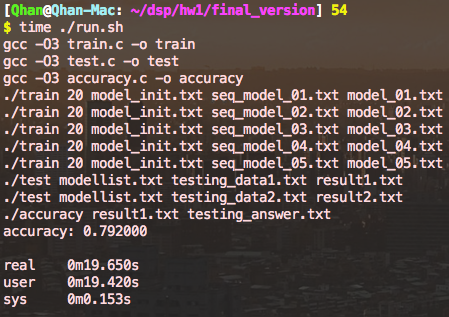 [Qhan@Qhan-Mac: ~/dsp/hw1/final_version] 54
$ time ./run.sh
gcc -O3 train.c -o train
gcc -O3 test.c -o test
gcc -O3 accuracy.c -o accuracy
./train 20 model_init.txt seq_model_01.txt model_01.txt
./train 20 model_init.txt seq_model_02.txt model_02.txt
./train 20 model_init.txt seq_model_03.txt model_03.txt
./train 20 model_init.txt seq_model_04.txt model_04.txt
./train 20 model_init.txt seq_model_05.txt model_05.txt
./test modellist.txt testing_data1.txt result1.txt
./test modellist.txt testing_data2.txt result2.txt
./accuracy result1.txt testing_answer.txt
accuracy: 0.792000
real 0m19.650s
user 0m19.420s
sys 0m0.153s